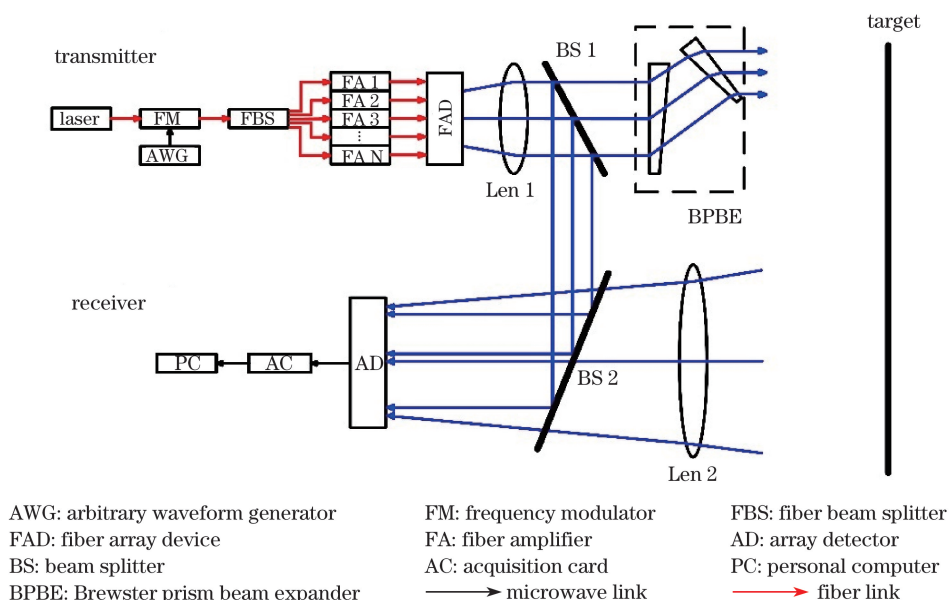 target
transmitter
BS 1
FA 1
FA 2
laser
FM
FBS
FA 3
FAD
⋮
AWG
FA N
Len 1
BPBE
receiver
PC
AC
AD
BS 2
Len 2
AWG: arbitrary waveform generator
FM: frequency modulator
FBS: fiber beam splitter
FAD: fiber array device
FA: fiber amplifier
AD: array detector
BS: beam splitter
AC: acquisition card
PC: personal computer
BPBE: Brewster prism beam expander
microwave link
fiber link